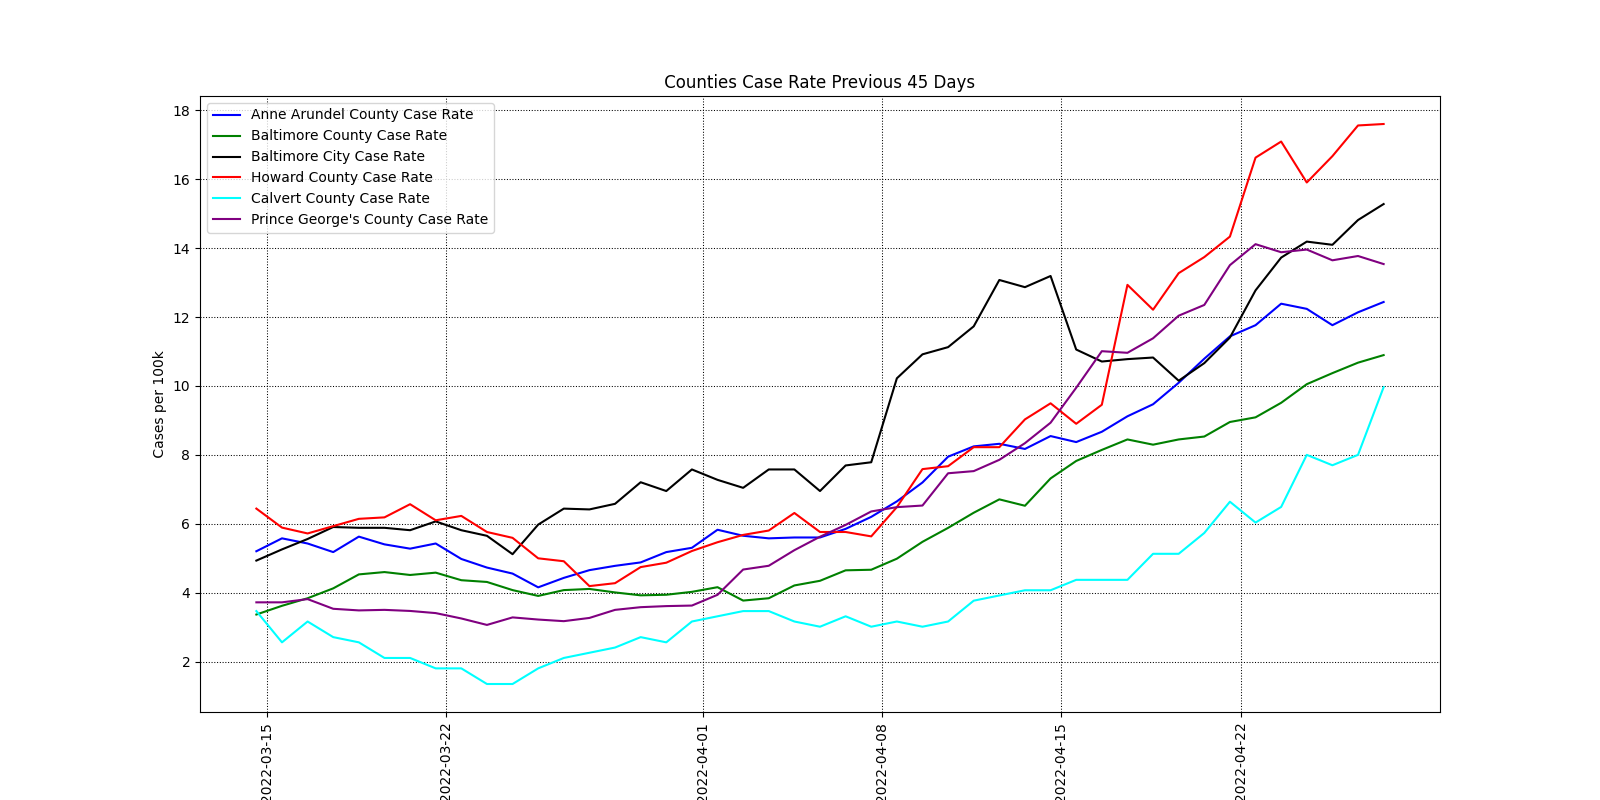 Counties Case Rate Previous 45 Days
18
16
14
12
10
8
6
4
2
Cases per 100k
Anne Arundel County Case Rate
Baltimore County Case Rate
Baltimore City Case Rate
Howard County Case Rate
Calvert County Case Rate
Prince George's County Case Rate
2022-03-15
2022-03-22
2022-04-01
2022-04-08
2022-04-15
2022-04-22